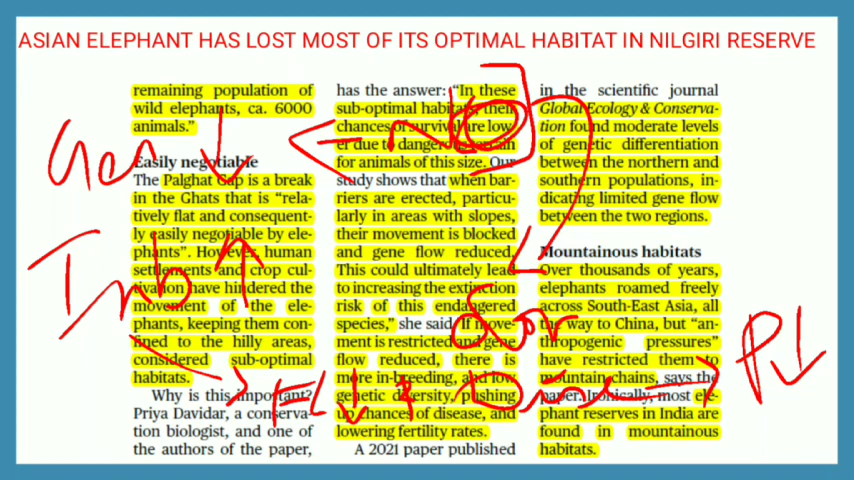 ASIAN ELEPHANT HAS LOST MOST OF ITS OPTIMAL HABITAT IN NILGIRI RESERVE
remaining population of
wild elephants, ca. 6000
animals.”
Easily negotiable
The Palghat Gap is a break
in the Ghats that is “rela-
tively flat and consequent-
ly easily negotiable by ele-
phants”. However, human
settlements and crop cul-
tivation have hindered the
movement of the ele-
phants, keeping them con-
fined to the hilly areas,
considered sub-optimal
habitats.
Why is this important?
Priya Davidar, a conserva-
tion biologist, and one of
the authors of the paper,
has the answer: “In these
sub-optimal habitats, their
chances of survival are low-
er due to dangerous
for animals of this size. Our
study shows that when bar-
riers are erected, particu-
larly in areas with slopes,
their movement is blocked
and gene flow reduced.
This could ultimately lead
to increasing the extinction
risk of this endangered
species,” she said. If move-
ment is restricted and gene
flow reduced, there is
more in-breeding, and low
genetic diversity, pushing
up chances of disease, and
lowering fertility rates.
A 2021 paper published
in the scientific journal
Global Ecology & Conserva-
tion found moderate levels
of genetic differentiation
between the northern and
southern populations, in-
dicating limited gene flow
between the two regions.
Mountainous habitats
Over thousands of years,
elephants roamed freely
across South-East Asia, all
the way to China, but “an-
thropogenic pressures”
have restricted them to
mountain chains, says the
paper. Ironically, most ele-
phant reserves in India are
found in mountainous
habitats.
Gen
Inb